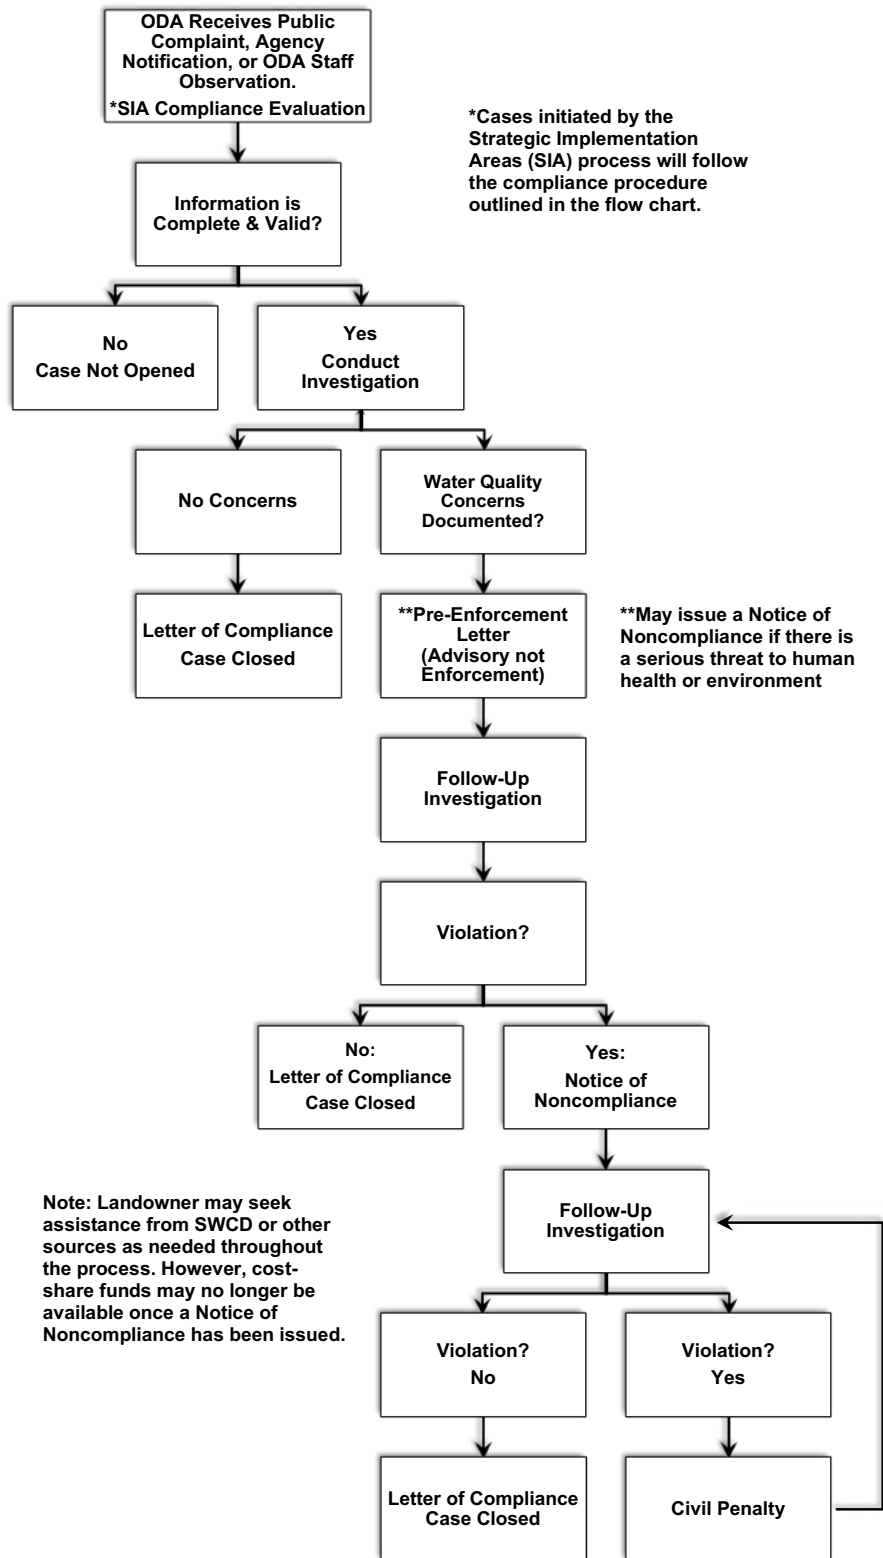 ODA Receives Public
Complaint, Agency
Notification, or ODA Staff
Observation.
*SIA Compliance Evaluation
*Cases initiated by the
Strategic Implementation
Areas (SIA) process will follow
the compliance procedure
outlined in the flow chart.
Information is
Complete & Valid?
No
Case Not Opened
Yes
Conduct
Investigation
No Concerns
Water Quality
Concerns
Documented?
Letter of Compliance
Case Closed
**Pre-Enforcement
Letter
(Advisory not
Enforcement)
**May issue a Notice of
Noncompliance if there is
a serious threat to human
health or environment
Follow-Up
Investigation
Violation?
No:
Letter of Compliance
Case Closed
Yes:
Notice of
Noncompliance
Note: Landowner may seek
assistance from SWCD or other
sources as needed throughout
the process. However, cost-
share funds may no longer be
available once a Notice of
Noncompliance has been issued.
Follow-Up
Investigation
Violation?
No
Violation?
Yes
Letter of Compliance
Case Closed
Civil Penalty